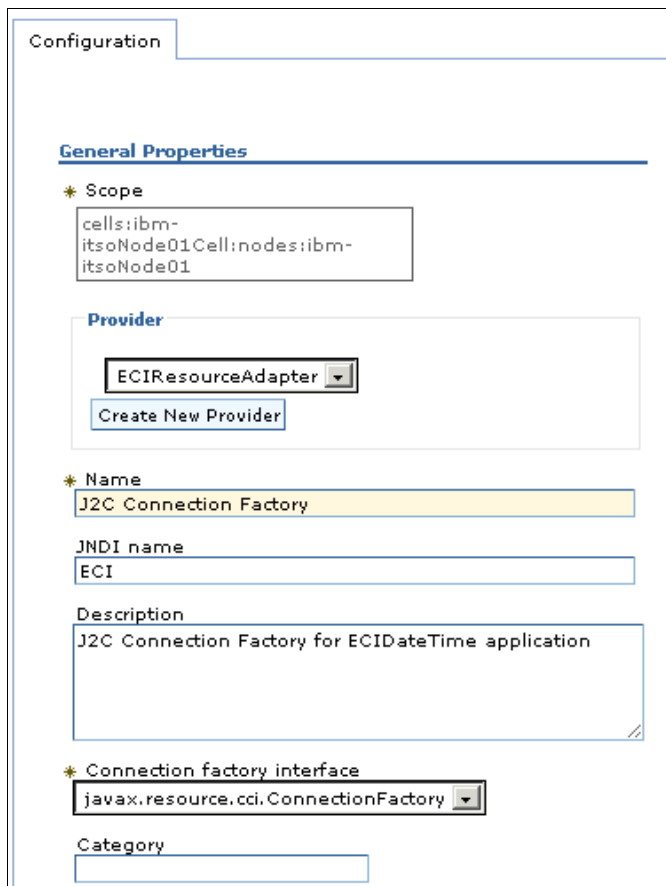 Configuration
General Properties
* Scope
cells:ibm-
itsoNode01Cell:nodes:ibm-
itsoNode01
Provider
ECIResourceAdapter
Create New Provider
* Name
J2C Connection Factory
JNDI name
ECI
Description
J2C Connection Factory for ECIDateTime application
* Connection factory interface
javax.resource.cci.ConnectionFactory
Category